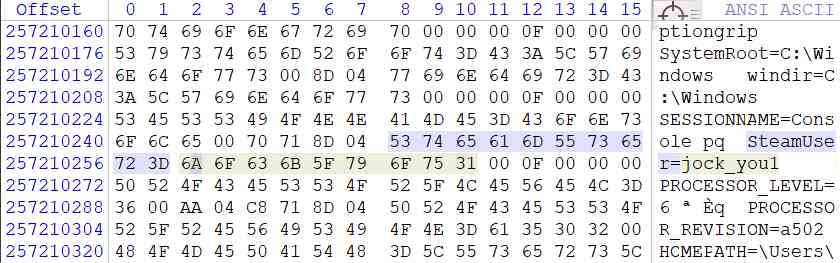 Offset 0 1 2 3 4 5 6 7 8 9 10 11 12 13 14 15 ANSI ASCII
257210160 70 74 69 6F 6E 67 72 69 70 00 00 00 0F 00 00 00 ptiongrip
257210176 53 79 73 74 65 6D 52 6F 6F 74 3D 43 3A 5C 57 69 SystemRoot=C:\Wi
257210192 6E 64 6F 77 73 00 8D 04 77 69 6E 64 69 72 3D 43 ndows windir=C
257210208 3A 5C 57 69 6E 64 6F 77 73 00 00 00 0F 00 00 00 :\Windows
257210224 53 45 53 53 49 4F 4E 4E 41 4D 45 3D 43 6F 6E 73 SESSIONNAME=Cons
257210240 6F 6C 65 00 70 71 8D 04 53 74 65 61 6D 55 73 65 ole pq SteamUse
257210256 72 3D 6A 6F 63 6B 5F 79 6F 75 31 00 0F 00 00 00 r=jock_you1
257210272 50 52 4F 43 45 53 53 4F 52 5F 4C 45 56 45 4C 3D PROCESSOR_LEVEL=
257210288 36 00 AA 04 C8 71 8D 04 50 52 4F 43 45 53 53 4F 6 ª Èq PROCESSO
257210304 52 5F 52 45 56 49 53 49 4F 4E 3D 61 35 30 32 00 R_REVISION=a502
257210320 48 4F 4D 45 50 41 54 48 3D 5C 55 73 65 72 73 5C HOMEPATH=\Users\